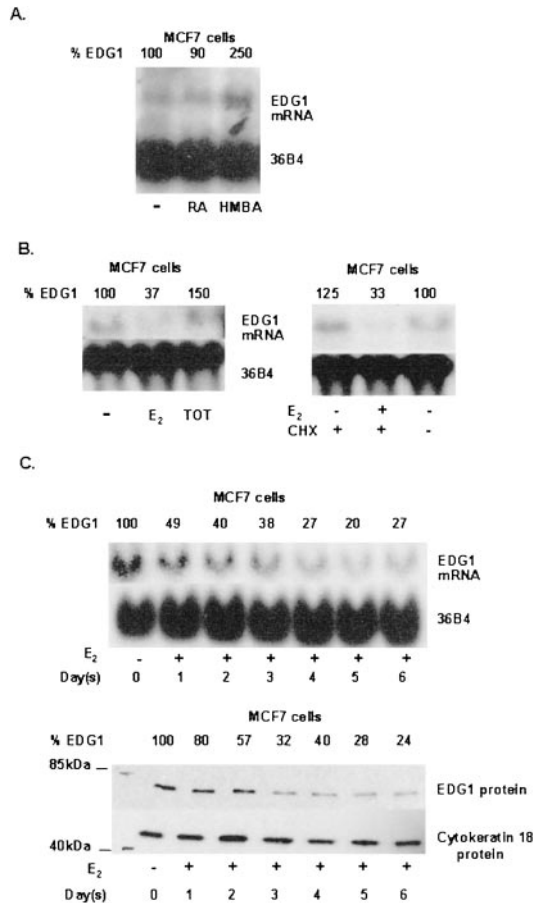 A.
MCF7 cells
% EDG1 100 90 250
EDG1
mRNA
36B4
- RA HMBA
B.
MCF7 cells
% EDG1 100 37 150
EDG1
mRNA
36B4
- E2 TOT
MCF7 cells
125 33 100
E2 - + -
CHX + + -
C.
MCF7 cells
% EDG1 100 49 40 38 27 20 27
EDG1
mRNA
36B4
E2 - + + + + + +
Day(s) 0 1 2 3 4 5 6
MCF7 cells
% EDG1 100 80 57 32 40 28 24
85kDa
EDG1 protein
Cytokeratin 18
protein
40kDa
E2 - + + + + + +
Day(s) 0 1 2 3 4 5 6